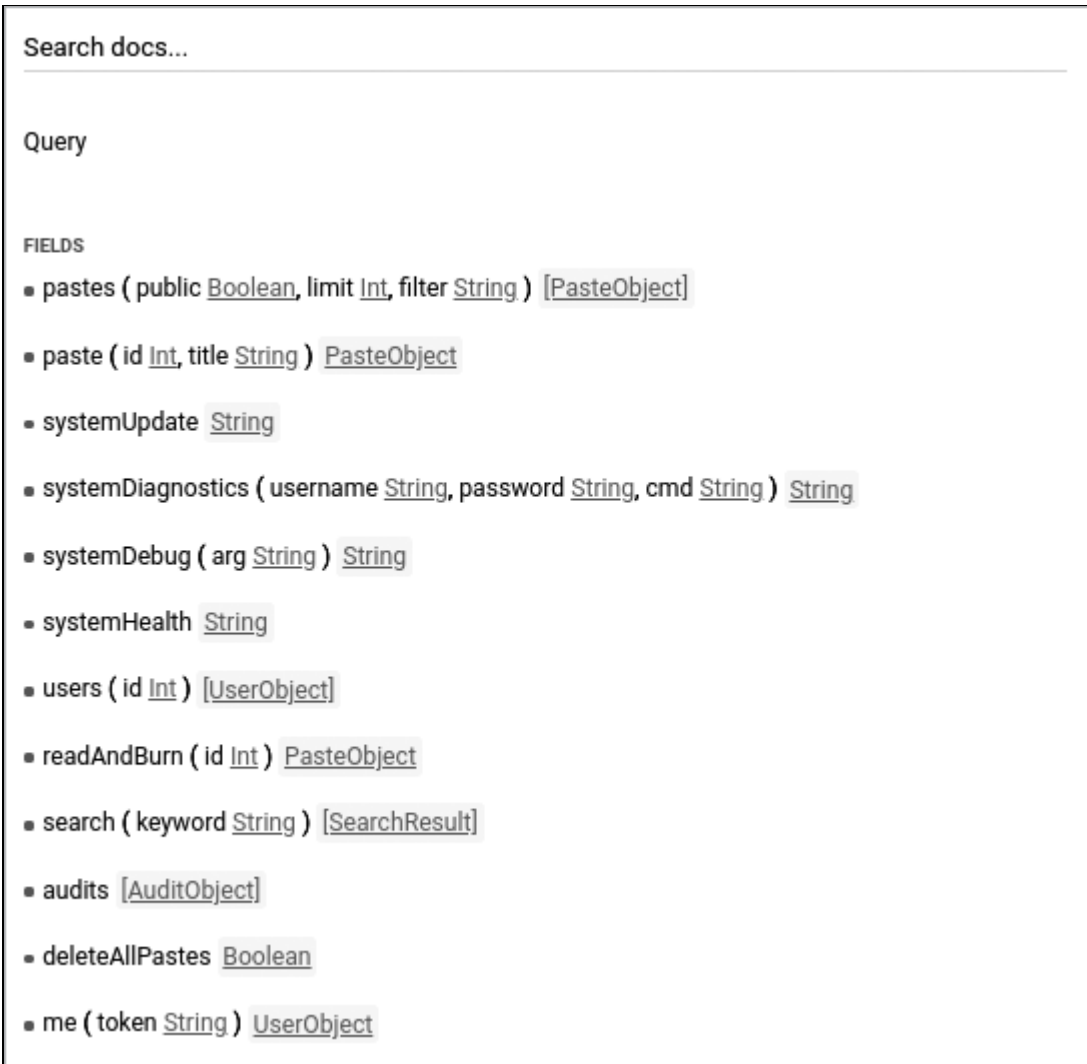 Search docs...
Query
FIELDS
pastes ( public Boolean, limit Int, filter String ) [PasteObject]
paste ( id Int, title String ) PasteObject
systemUpdate String
systemDiagnostics ( username String, password String, cmd String ) String
systemDebug ( arg String ) String
systemHealth String
users ( id Int ) [UserObject]
readAndBurn ( id Int ) PasteObject
search ( keyword String ) [SearchResult]
audits [AuditObject]
deleteAllPastes Boolean
me ( token String ) UserObject